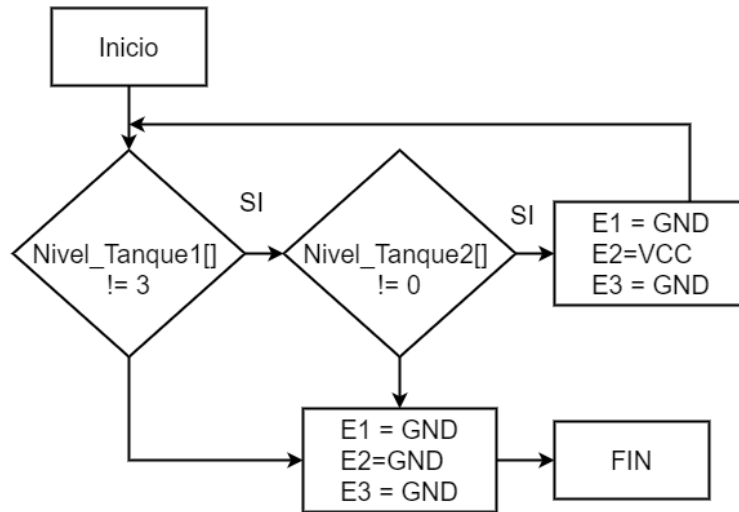 Inicio
SI
Nivel_Tanque1[]
!= 3
SI
Nivel_Tanque2[]
!= 0
E1 = GND
E2=VCC
E3 = GND
E1 = GND
E2=GND
E3 = GND
FIN